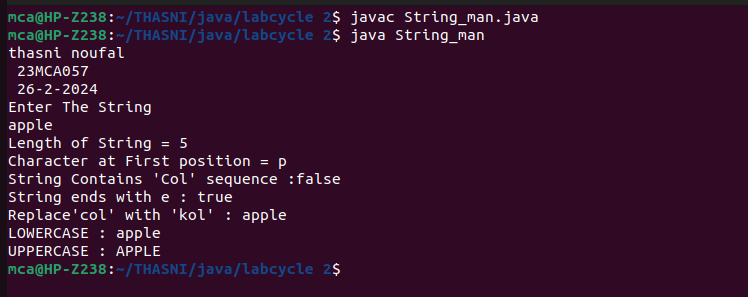 mca@HP-Z238:~/THASNI/java/labcycle 2$ javac String_man.java
mca@HP-Z238:~/THASNI/java/labcycle 2$ java String_man
thasni noufal
 23MCA057
 26-2-2024
Enter The String
apple
Length of String = 5
Character at First position = p
String Contains 'Col' sequence :false
String ends with e : true
Replace'col' with 'kol' : apple
LOWERCASE : apple
UPPERCASE : APPLE
mca@HP-Z238:~/THASNI/java/labcycle 2$